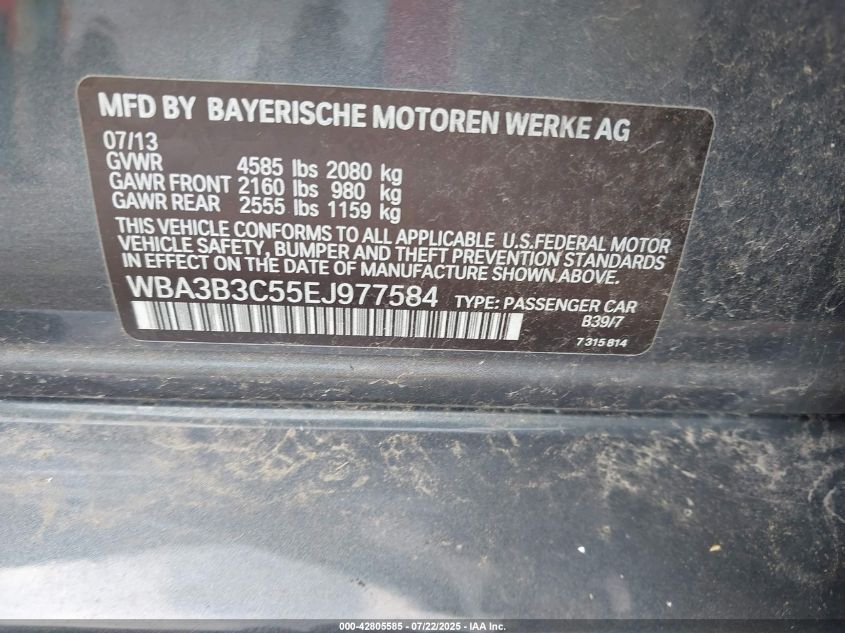 MFD BY BAYERISCHE MOTOREN WERKE AG
07/13
GVWR 4585 lbs 2080 kg
GAWR FRONT 2160 lbs 980 kg
GAWR REAR 2555 lbs 1159 kg
THIS VEHICLE CONFORMS TO ALL APPLICABLE U.S.FEDERAL MOTOR
VEHICLE SAFETY, BUMPER AND THEFT PREVENTION STANDARDS
IN EFFECT ON THE DATE OF MANUFACTURE SHOWN ABOVE.
WBA3B3C55EJ977584 TYPE: PASSENGER CAR
B39/7
7 315 814
000-42805585 - 07/22/2025 - IAA Inc.